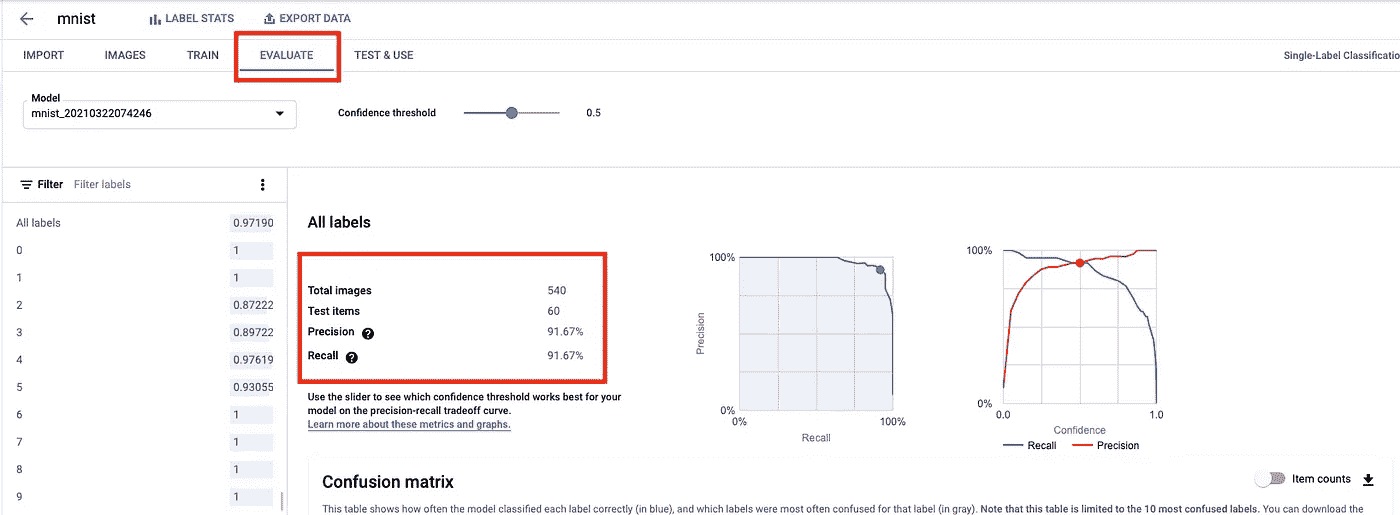 mnist LABEL STATS EXPORT DATA
IMPORT IMAGES TRAIN EVALUATE TEST & USE Single-Label Classificatio
Model
mnist_20210322074246
Confidence threshold 0.5
Filter Filter labels
All labels 0.97190
0 1
1 1
2 0.87222
3 0.89722
4 0.97619
5 0.93055
6 1
7 1
8 1
9 1
All labels
Total images 540
Test items 60
Precision ? 91.67%
Recall ? 91.67%
Use the slider to see which confidence threshold works best for your
model on the precision-recall tradeoff curve.
Learn more about these metrics and graphs.
100%
Precision
0%
0% 100%
Recall
100%
0%
0.0 1.0
Confidence
Recall Precision
Confusion matrix
Item counts
This table shows how often the model classified each label correctly (in blue), and which labels were most often confused for that label (in gray). Note that this table is limited to the 10 most confused labels. You can download the